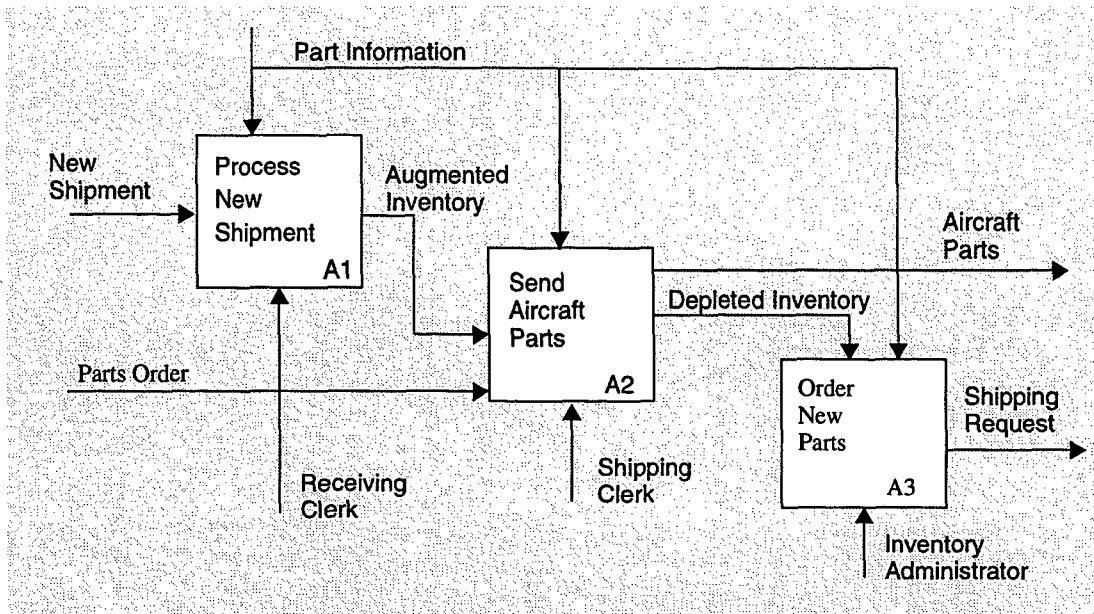 Part Information
New
Shipment
Process
New
Shipment
A1
Augmented
Inventory
Aircraft
Parts
Send
Aircraft
Parts
A2
Depleted Inventory
Parts Order
Order
New
Parts
A3
Shipping
Request
Receiving
Clerk
Shipping
Clerk
Inventory
Administrator